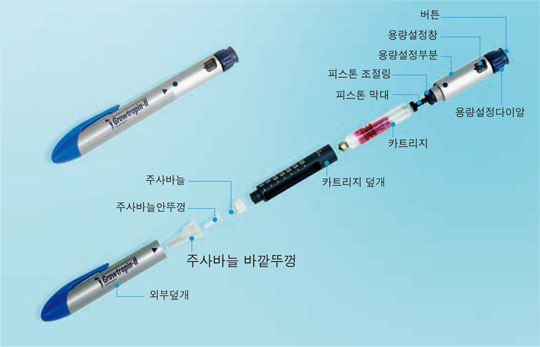 버튼
용량설정창
용량설정부분
피스톤 조절링
피스톤 막대
용량설정다이알
카트리지
Growtropin-II
카트리지 덮개
주사바늘
주사바늘안뚜껑
주사바늘 바깥뚜껑
Growtropin-II
외부덮개